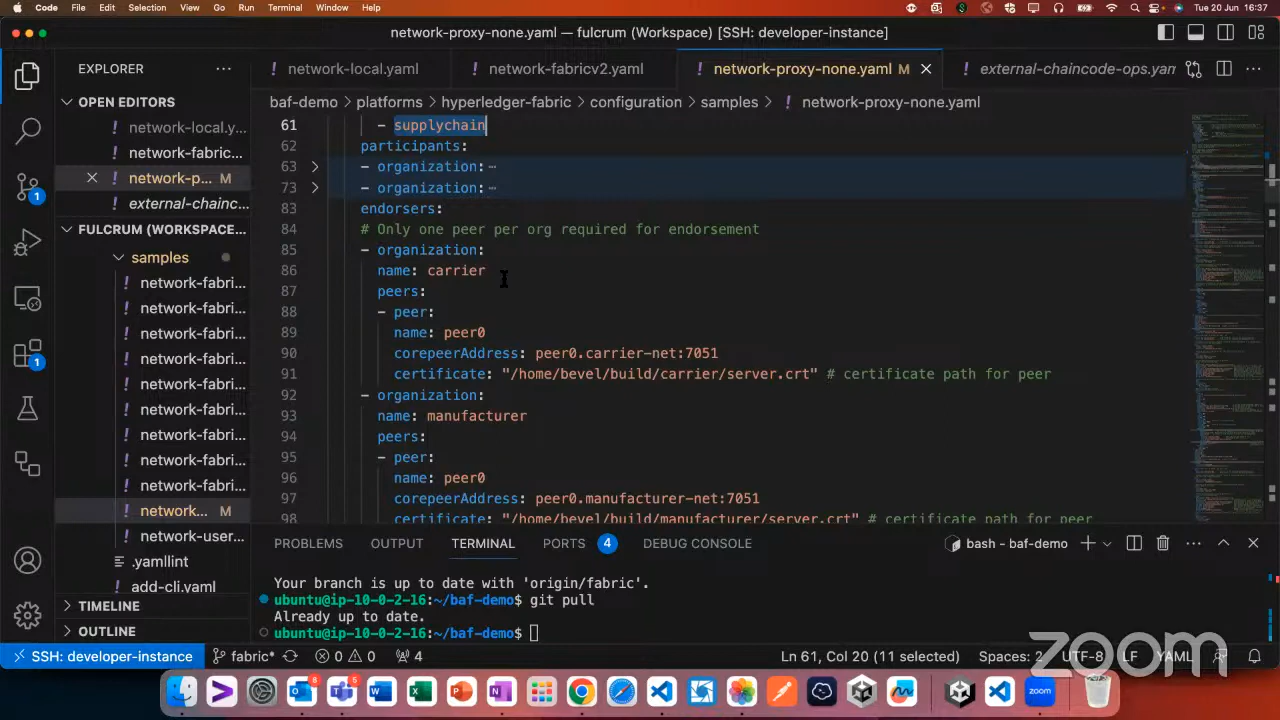 Code File Edit Selection View Go Run Terminal Window Help Tue 20 Jun 16:37
network-proxy-none.yaml — fulcrum (Workspace) [SSH: developer-instance]
EXPLORER ··· ! network-local.yaml ! network-fabricv2.yaml ! network-proxy-none.yaml M ! external-chaincode-ops.yam
baf-demo > platforms > hyperledger-fabric > configuration > samples > ! network-proxy-none.yaml
OPEN EDITORS
! network-local.y...
! network-fabric...
! network-p... M
! external-chainc...
FULCRUM (WORKSPACE...
samples
! network-fabri...
! network-fabri...
! network-fabri...
! network-fabri...
! network-fabri...
! network-fabri...
! network-fabri...
! network-fabri...
! network-fabri...
! network... M
! network-user...
.yamllint
! add-cli.yaml
TIMELINE
OUTLINE
1
1
61 - supplychain
62 participants:
63 - organization: ···
73 - organization: ···
83 endorsers:
84 # Only one peer per org required for endorsement
85 - organization:
86 name: carrier
87 peers:
88 - peer:
89 name: peer0
90 corepeerAddress: peer0.carrier-net:7051
91 certificate: "/home/bevel/build/carrier/server.crt" # certificate path for peer
92 - organization:
93 name: manufacturer
94 peers:
95 - peer:
96 name: peer0
97 corepeerAddress: peer0.manufacturer-net:7051
98 certificate: "/home/bevel/build/manufacturer/server.crt" # certificate path for peer
PROBLEMS OUTPUT TERMINAL PORTS 4 DEBUG CONSOLE bash - baf-demo
Your branch is up to date with 'origin/fabric'.
ubuntu@ip-10-0-2-16:~/baf-demo$ git pull
Already up to date.
ubuntu@ip-10-0-2-16:~/baf-demo$
SSH: developer-instance fabric* 0 0 4 Ln 61, Col 20 (11 selected) Spaces: 2 UTF-8 LF YAML
zoom
8 5
zoom